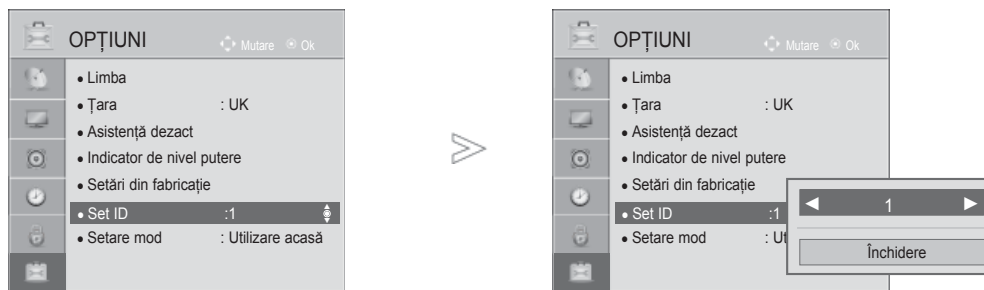 OPȚIUNI
Mutare Ok
• Limba
• Țara : UK
• Asistență dezact
• Indicator de nivel putere
• Setări din fabricație
• Set ID :1
• Setare mod : Utilizare acasă
OPȚIUNI
Mutare Ok
• Limba
• Țara : UK
• Asistență dezact
• Indicator de nivel putere
• Setări din fabricație
• Set ID :1
• Setare mod : Ut
◄ 1 ►
Închidere